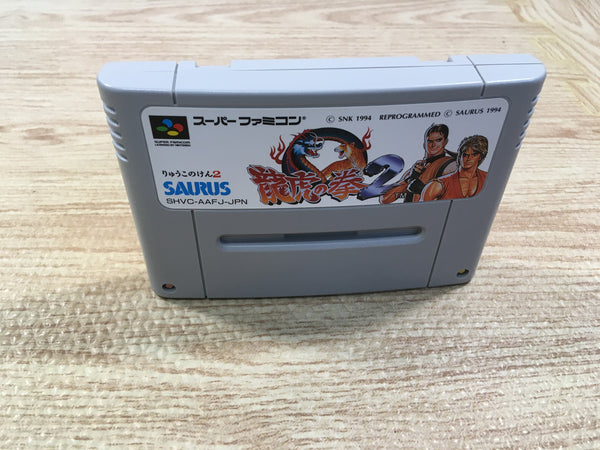 スーパーファミコン®
© SNK 1994 REPROGRAMMED © SAURUS 1994
SUPER FAMICOM
りゅうこのけん2
龍虎の拳2
TM
SAURUS
SHVC-AAFJ-JPN